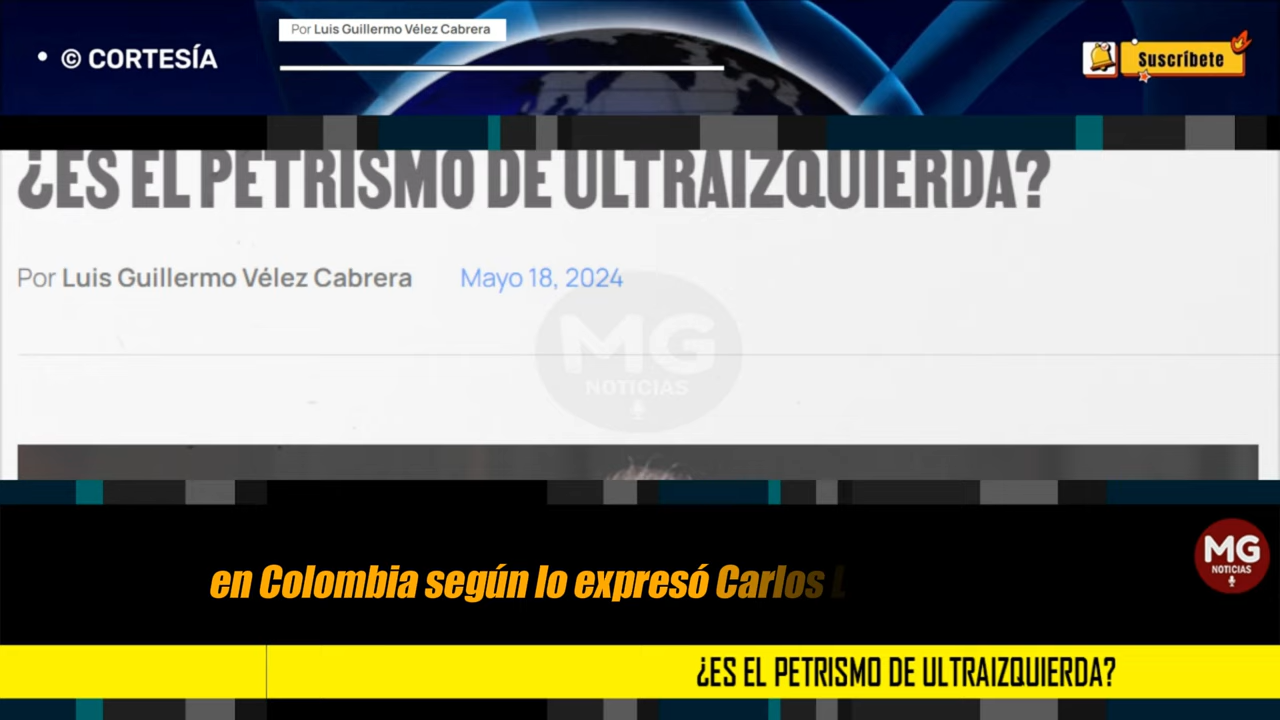 Por Luis Guillermo Vélez Cabrera
• © CORTESÍA
Suscríbete
¿ES EL PETRISMO DE ULTRAIZQUIERDA?
Por Luis Guillermo Vélez Cabrera Mayo 18, 2024
MG
NOTICIAS
en Colombia según lo expresó Carlos L
MG
NOTICIAS
¿ES EL PETRISMO DE ULTRAIZQUIERDA?